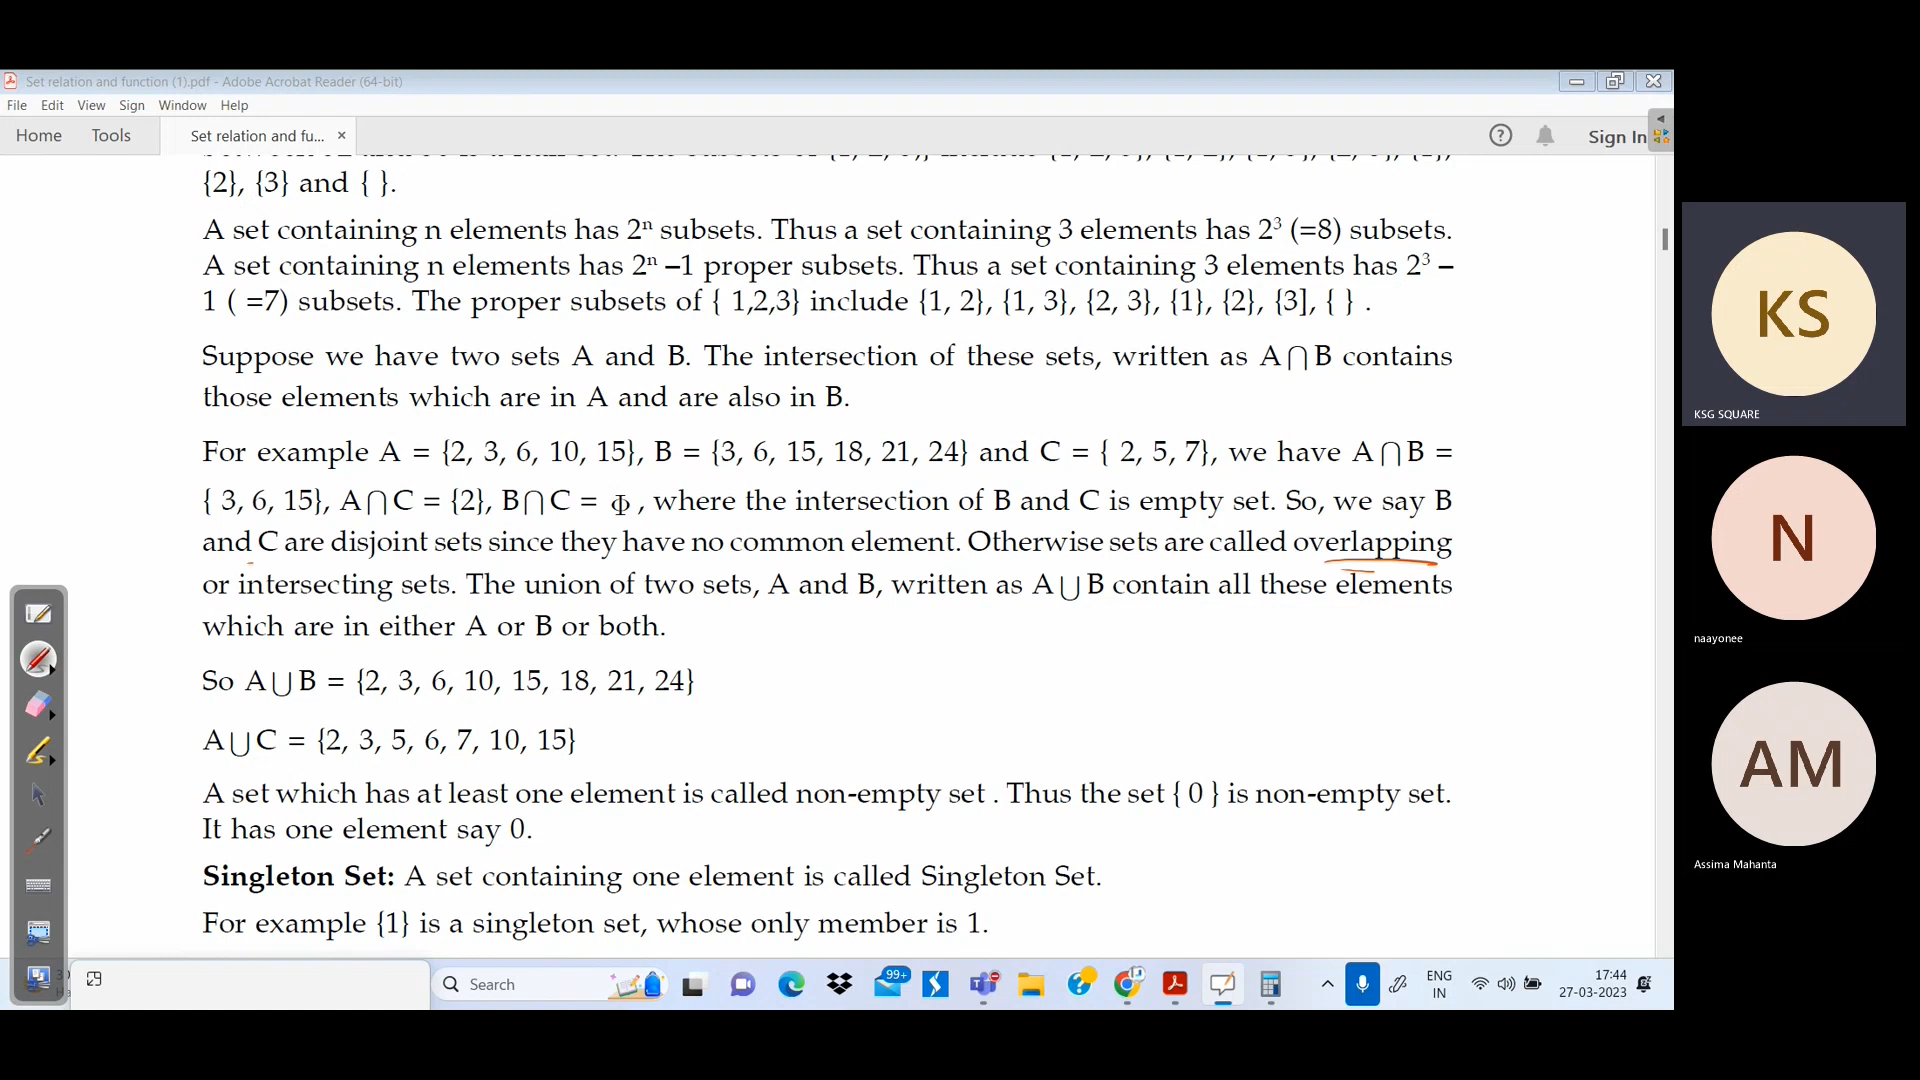 Set relation and function (1).pdf - Adobe Acrobat Reader (64-bit)
File Edit View Sign Window Help
Home Tools Set relation and fu... × Sign In
{2}, {3} and { }.
A set containing n elements has 2ⁿ subsets. Thus a set containing 3 elements has 2³ (=8) subsets.
A set containing n elements has 2ⁿ –1 proper subsets. Thus a set containing 3 elements has 2³ –
1 ( =7) subsets. The proper subsets of { 1,2,3} include {1, 2}, {1, 3}, {2, 3}, {1}, {2}, {3], { } .
Suppose we have two sets A and B. The intersection of these sets, written as A⋂B contains
those elements which are in A and are also in B.
For example A = {2, 3, 6, 10, 15}, B = {3, 6, 15, 18, 21, 24} and C = { 2, 5, 7}, we have A⋂B =
{ 3, 6, 15}, A⋂C = {2}, B⋂C = Φ , where the intersection of B and C is empty set. So, we say B
and C are disjoint sets since they have no common element. Otherwise sets are called overlapping
or intersecting sets. The union of two sets, A and B, written as A⋃B contain all these elements
which are in either A or B or both.
So A⋃B = {2, 3, 6, 10, 15, 18, 21, 24}
A⋃C = {2, 3, 5, 6, 7, 10, 15}
A set which has at least one element is called non-empty set . Thus the set { 0 } is non-empty set.
It has one element say 0.
Singleton Set: A set containing one element is called Singleton Set.
For example {1} is a singleton set, whose only member is 1.
Search
99+
ENG
IN
17:44
27-03-2023
KS
KSG SQUARE
N
naayonee
AM
Assima Mahanta